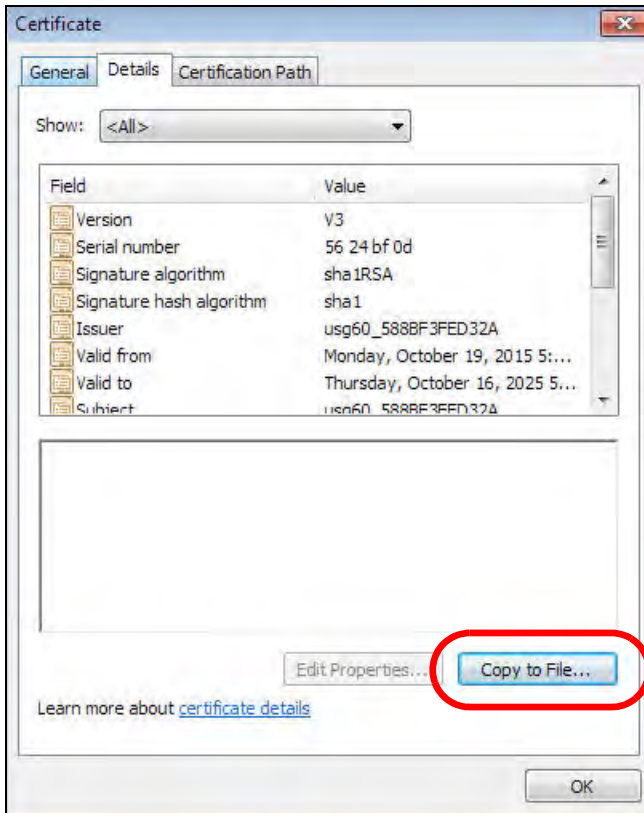 Certificate
General Details Certification Path
Show: <All>
Field Value
Version V3
Serial number 56 24 bf 0d
Signature algorithm sha1RSA
Signature hash algorithm sha1
Issuer usg60_588BF3FED32A
Valid from Monday, October 19, 2015 5:...
Valid to Thursday, October 16, 2025 5...
Subject usg60_588BF3FED32A
Edit Properties... Copy to File...
Learn more about certificate details
OK